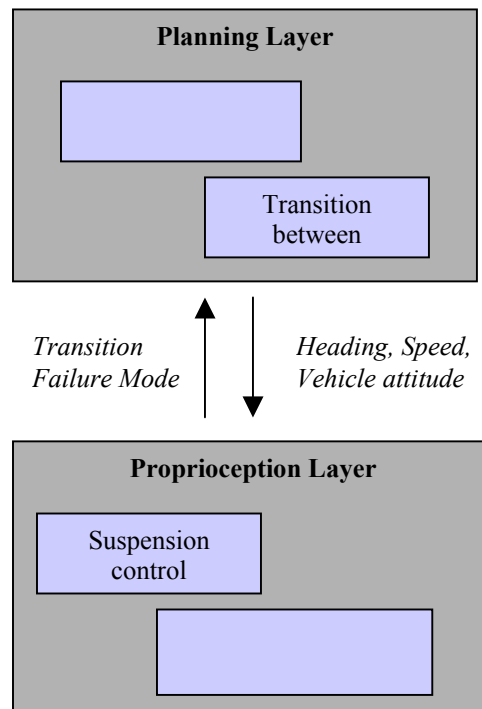 Planning Layer
Transition
between
Transition
Failure Mode
Heading, Speed,
Vehicle attitude
Proprioception Layer
Suspension
control